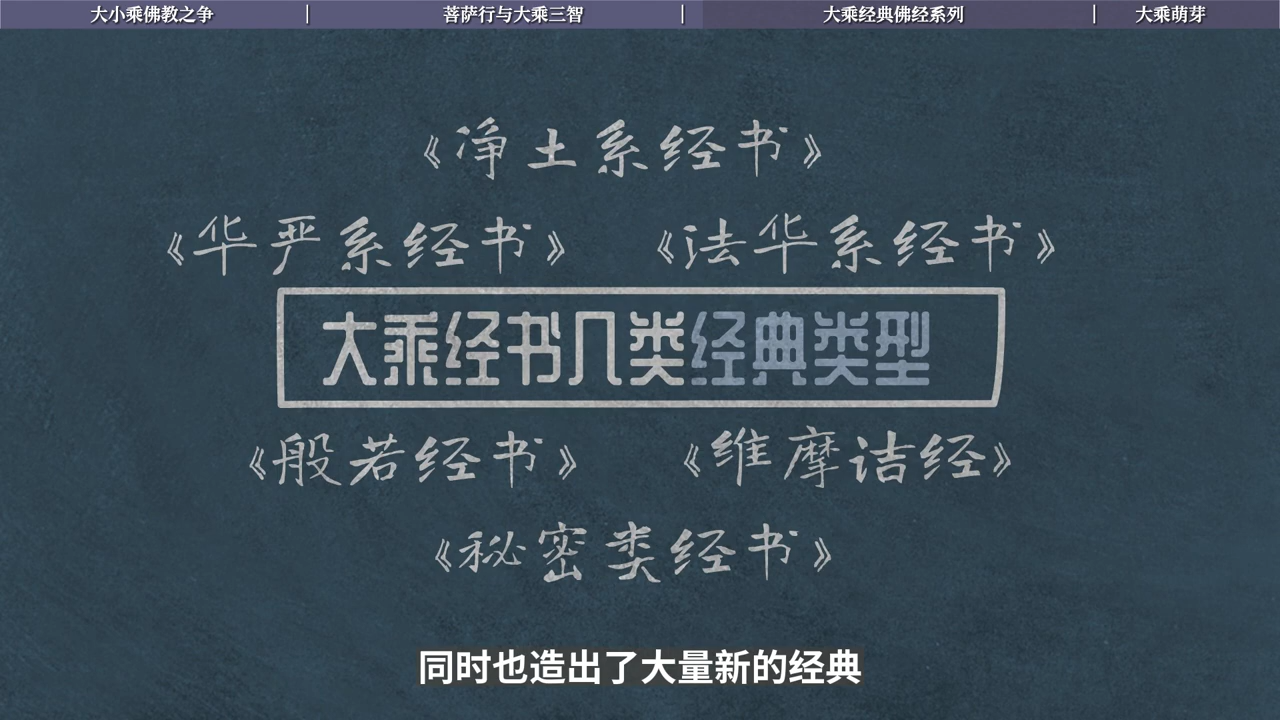 大小乘佛教之争 | 菩萨行与大乘三智 | 大乘经典佛经系列 | 大乘萌芽
《净土系经书》
《华严系经书》 《法华系经书》
大乘经书几类经典类型
《般若经书》 《维摩诘经》
《秘密类经书》
同时也造出了大量新的经典